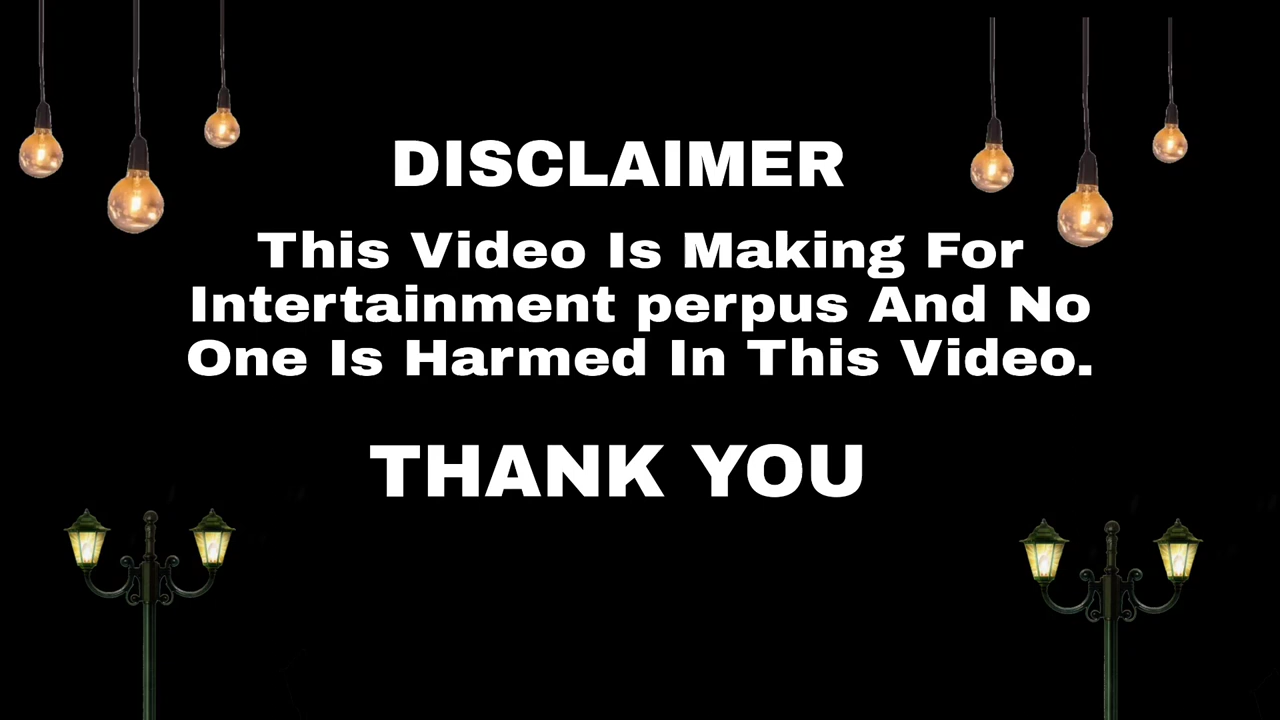 DISCLAIMER
This Video Is Making For
Intertainment perpus And No
One Is Harmed In This Video.
THANK YOU